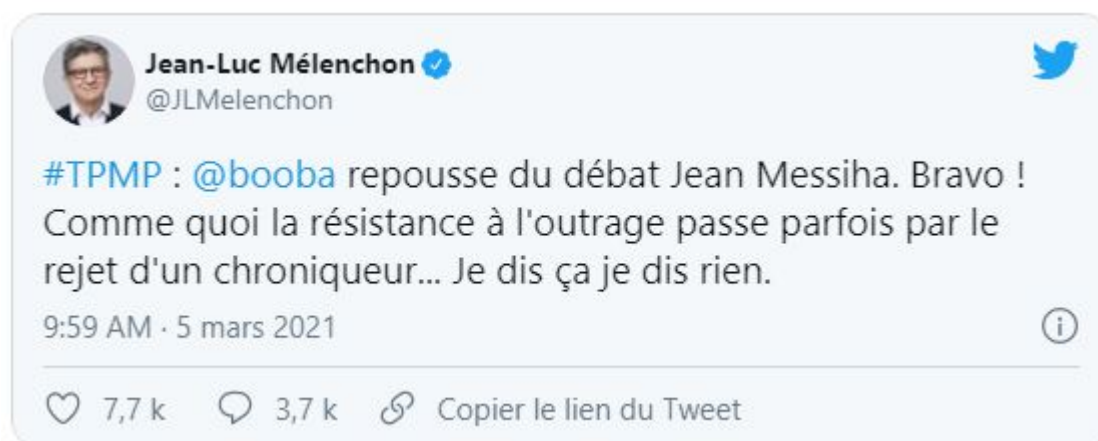 Jean-Luc Mélenchon
@JLMelenchon
#TPMP : @booba repousse du débat Jean Messiha. Bravo !
Comme quoi la résistance à l'outrage passe parfois par le
rejet d'un chroniqueur... Je dis ça je dis rien.
9:59 AM · 5 mars 2021
7,7 k 3,7 k Copier le lien du Tweet